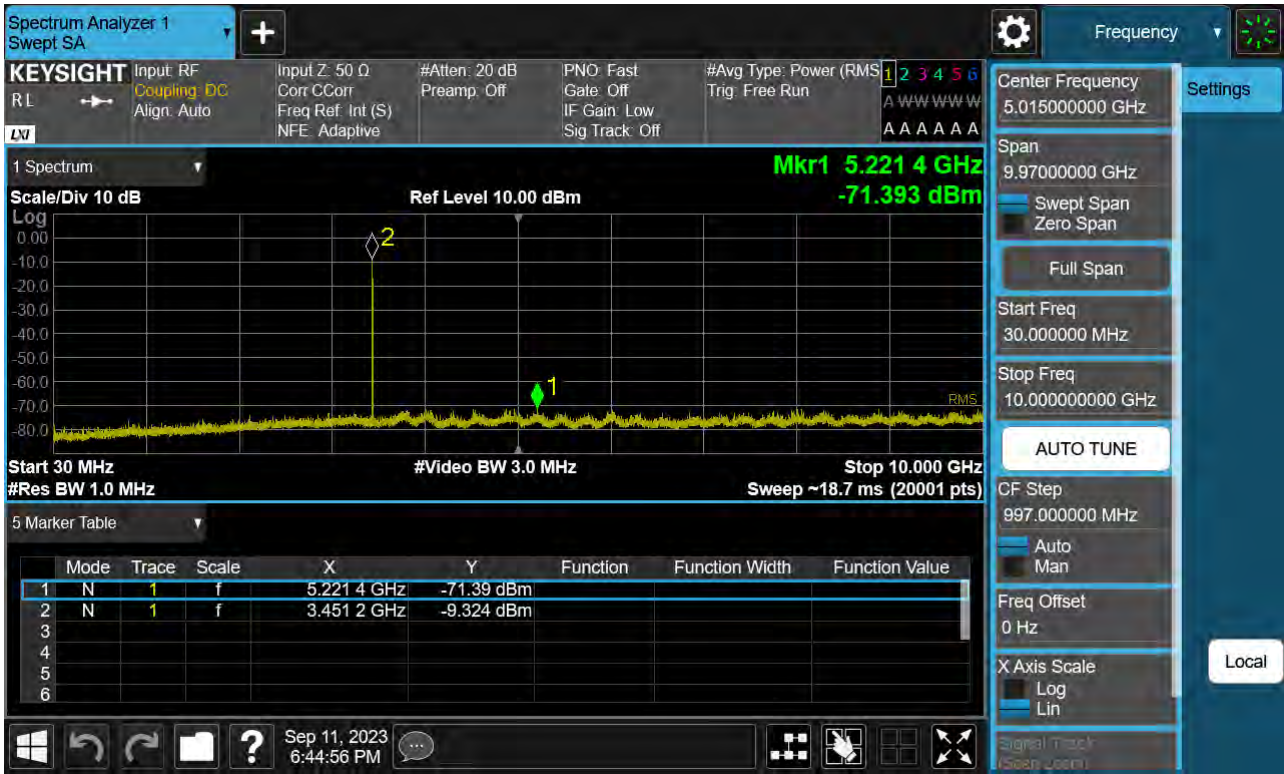 Spectrum Analyzer 1
Swept SA
+
Frequency
KEYSIGHT
RL
LXI
Input: RF
Coupling: DC
Align: Auto
Input Z: 50 Ω
Corr CCorr
Freq Ref: Int (S)
NFE: Adaptive
#Atten: 20 dB
Preamp: Off
PNO: Fast
Gate: Off
IF Gain: Low
Sig Track: Off
#Avg Type: Power (RMS
Trig: Free Run
1 2 3 4 5 6
A W W W W W
A A A A A A
1 Spectrum
Mkr1 5.221 4 GHz
Scale/Div 10 dB
Ref Level 10.00 dBm
-71.393 dBm
Log
0.00
-10.0
-20.0
-30.0
-40.0
-50.0
-60.0
-70.0
-80.0
2
1
RMS
Start 30 MHz
#Video BW 3.0 MHz
Stop 10.000 GHz
#Res BW 1.0 MHz
Sweep ~18.7 ms (20001 pts)
5 Marker Table
Mode Trace Scale X Y Function Function Width Function Value
1 N 1 f 5.221 4 GHz -71.39 dBm
2 N 1 f 3.451 2 GHz -9.324 dBm
3
4
5
6
?
Sep 11, 2023
6:44:56 PM
Center Frequency
5.015000000 GHz
Settings
Span
9.97000000 GHz
Swept Span
Zero Span
Full Span
Start Freq
30.000000 MHz
Stop Freq
10.000000000 GHz
AUTO TUNE
CF Step
997.000000 MHz
Auto
Man
Freq Offset
0 Hz
X Axis Scale
Log
Lin
Signal Track
(Span Zoom)
Local